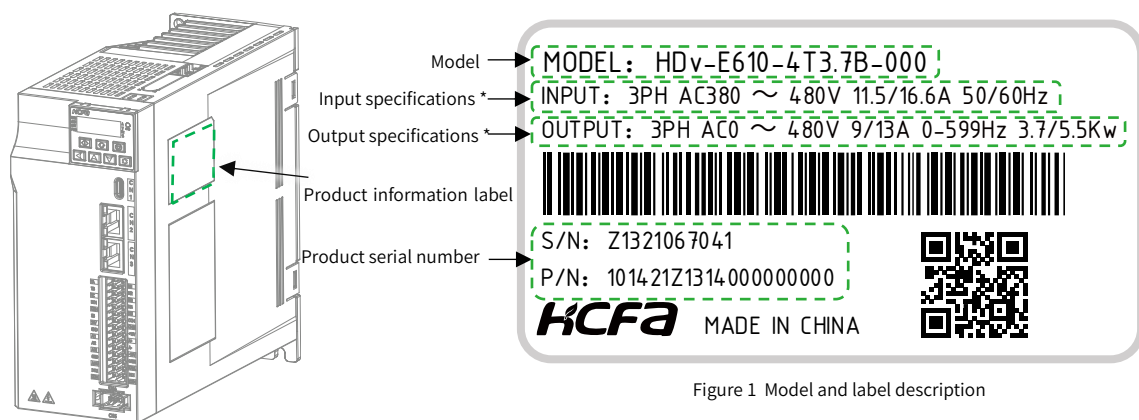 Model
Input specifications *
Output specifications *
Product information label
Product serial number
MODEL: HDv-E610-4T3.7B-000
INPUT: 3PH AC380 ～ 480V 11.5/16.6A 50/60Hz
OUTPUT: 3PH AC0 ～ 480V 9/13A 0-599Hz 3.7/5.5Kw
S/N: Z1321067041
P/N: 101421Z1314000000000
HCFa MADE IN CHINA
Figure 1 Model and label description
HCFA